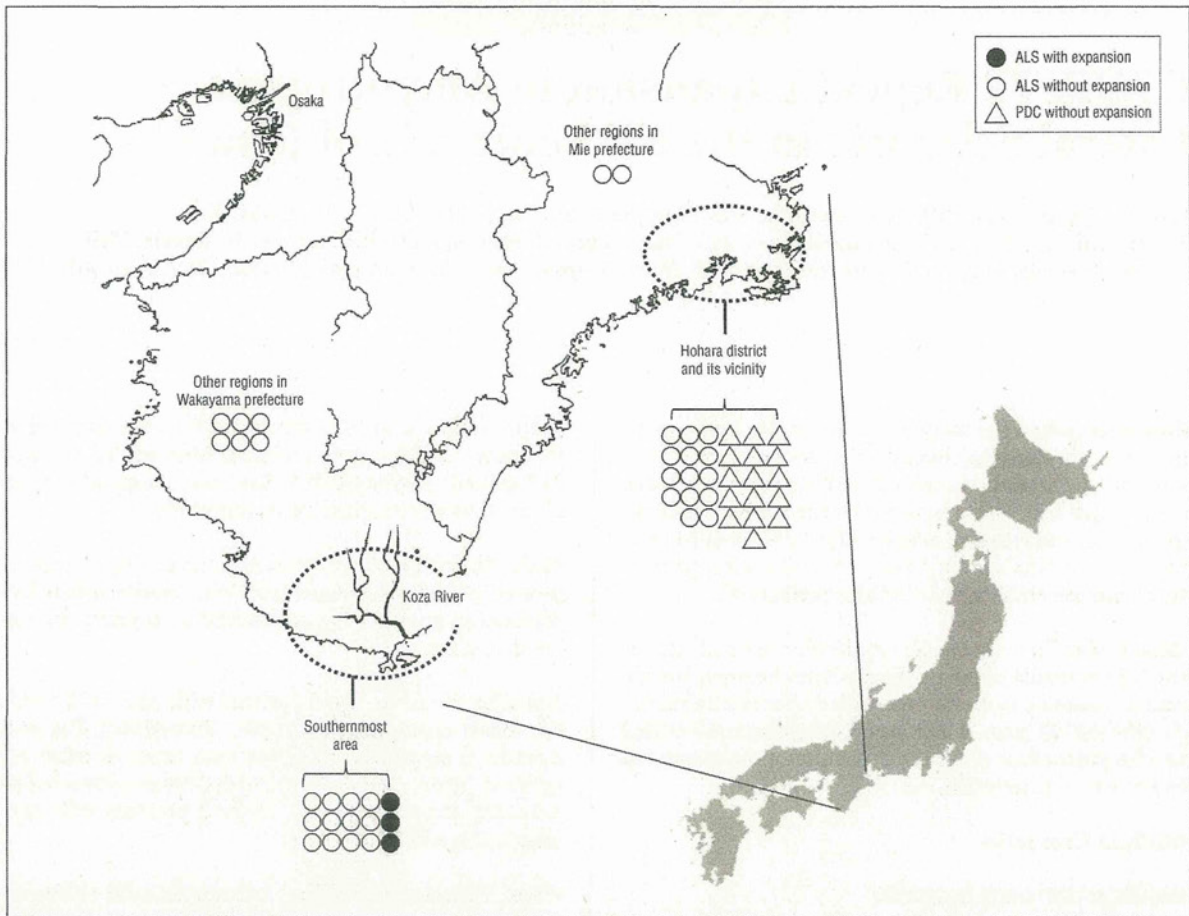 ALS with expansion
ALS without expansion
PDC without expansion
Osaka
Other regions in
Mie prefecture
Hohara district
and its vicinity
Other regions in
Wakayama prefecture
Koza River
Southernmost
area